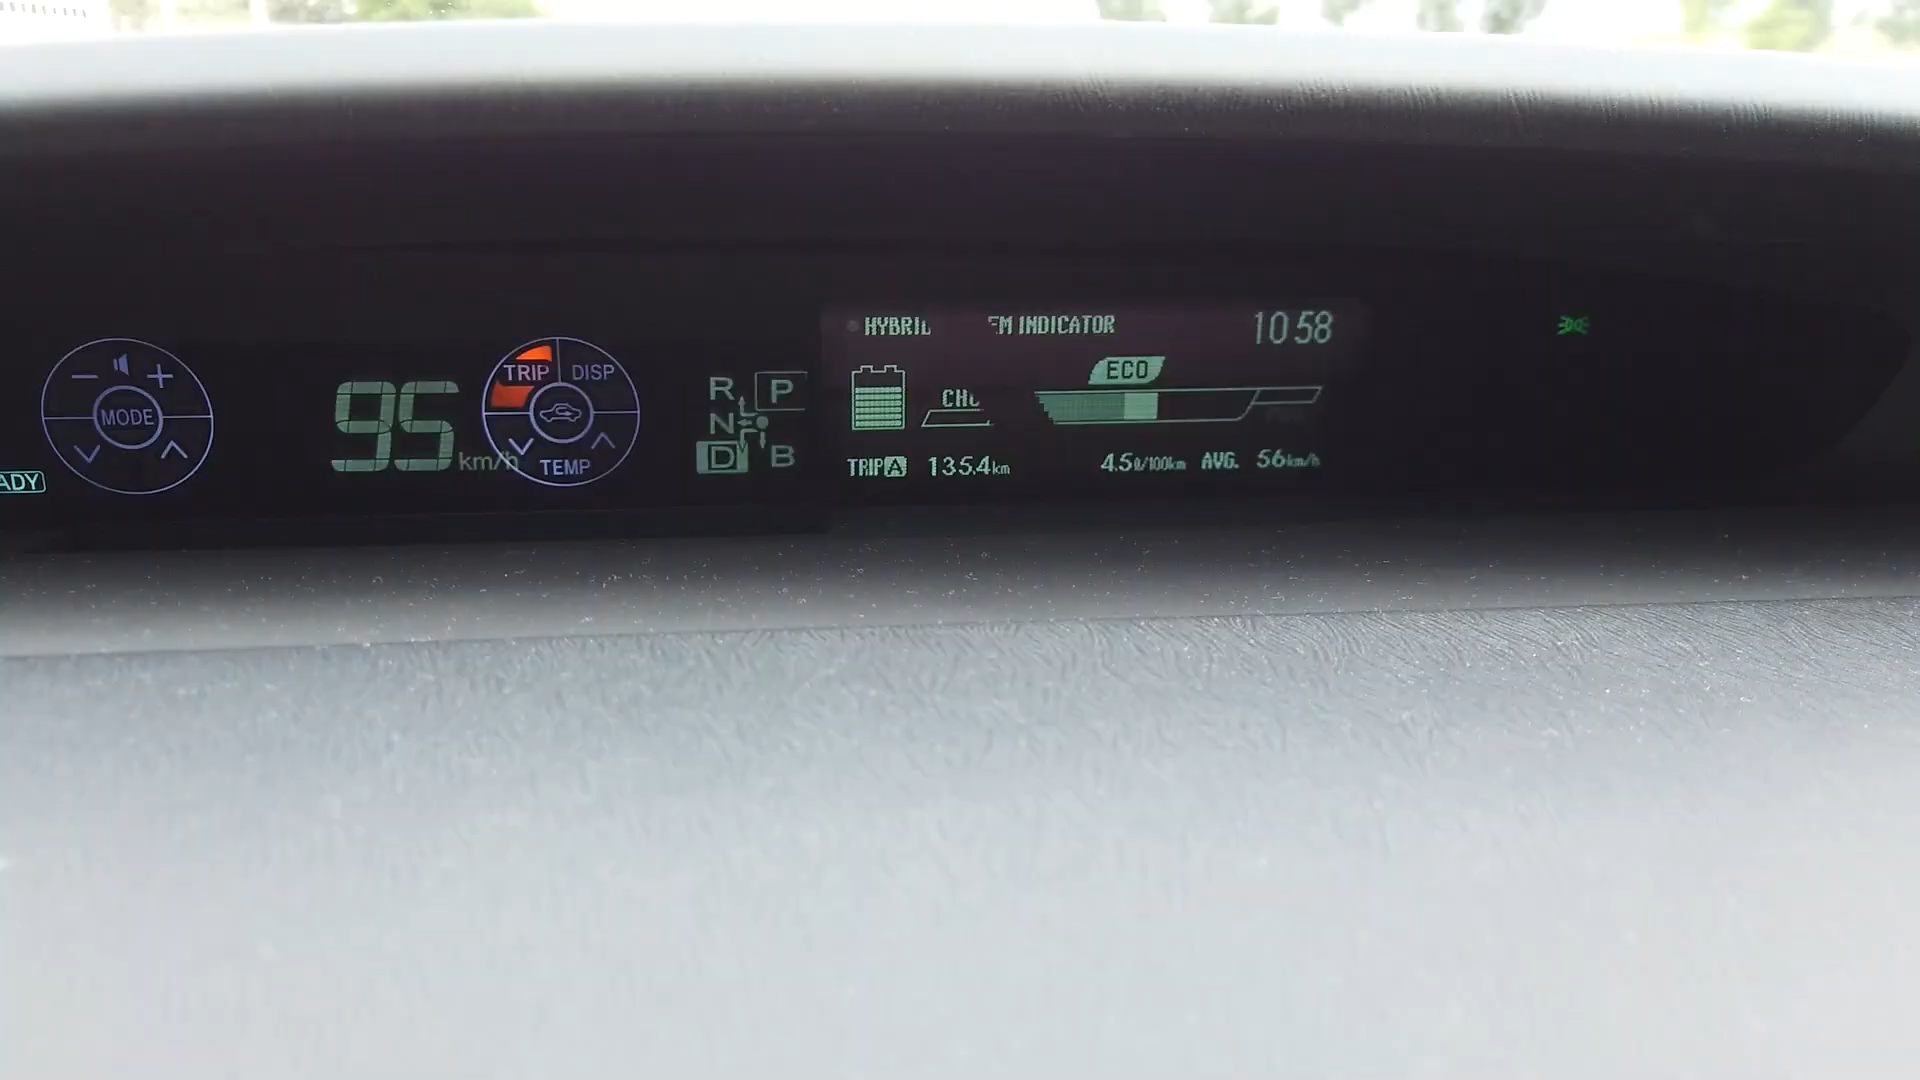 HYBRI
INDICATOR
10:58
TRIP DISP
ECO
- +
MODE
95 km/h
R P
N
D B
TEMP
TRIP A 135.4 km
4.5 ℓ/100km AVG. 56 km/h
ADY